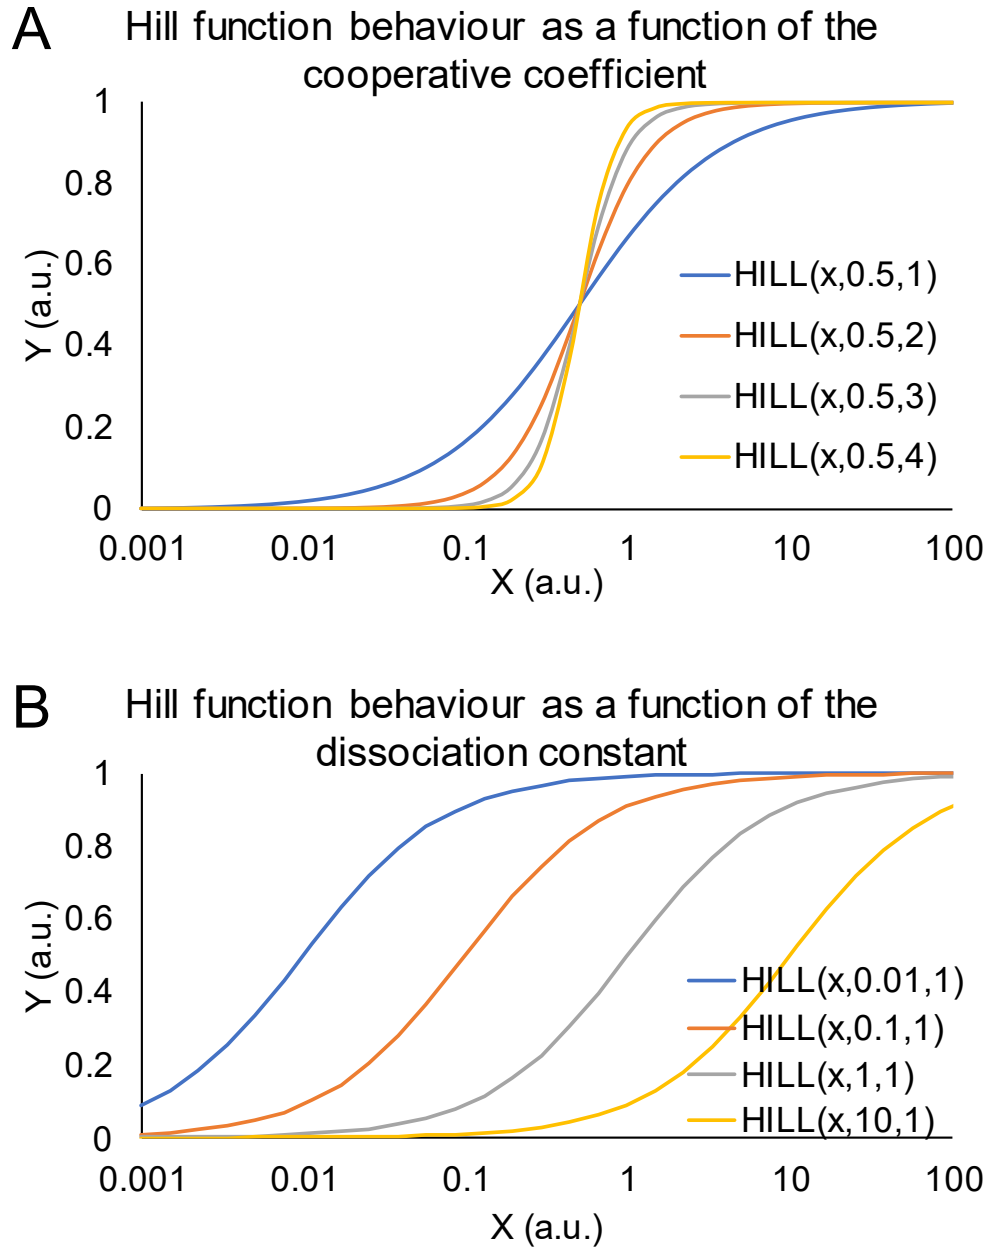 A
Hill function behaviour as a function of the
cooperative coefficient
1
0.8
0.6
0.4
0.2
0
Y (a.u.)
HILL(x,0.5,1)
HILL(x,0.5,2)
HILL(x,0.5,3)
HILL(x,0.5,4)
0.001 0.01 0.1 1 10 100
X (a.u.)
B
Hill function behaviour as a function of the
dissociation constant
1
0.8
0.6
0.4
0.2
0
Y (a.u.)
HILL(x,0.01,1)
HILL(x,0.1,1)
HILL(x,1,1)
HILL(x,10,1)
0.001 0.01 0.1 1 10 100
X (a.u.)